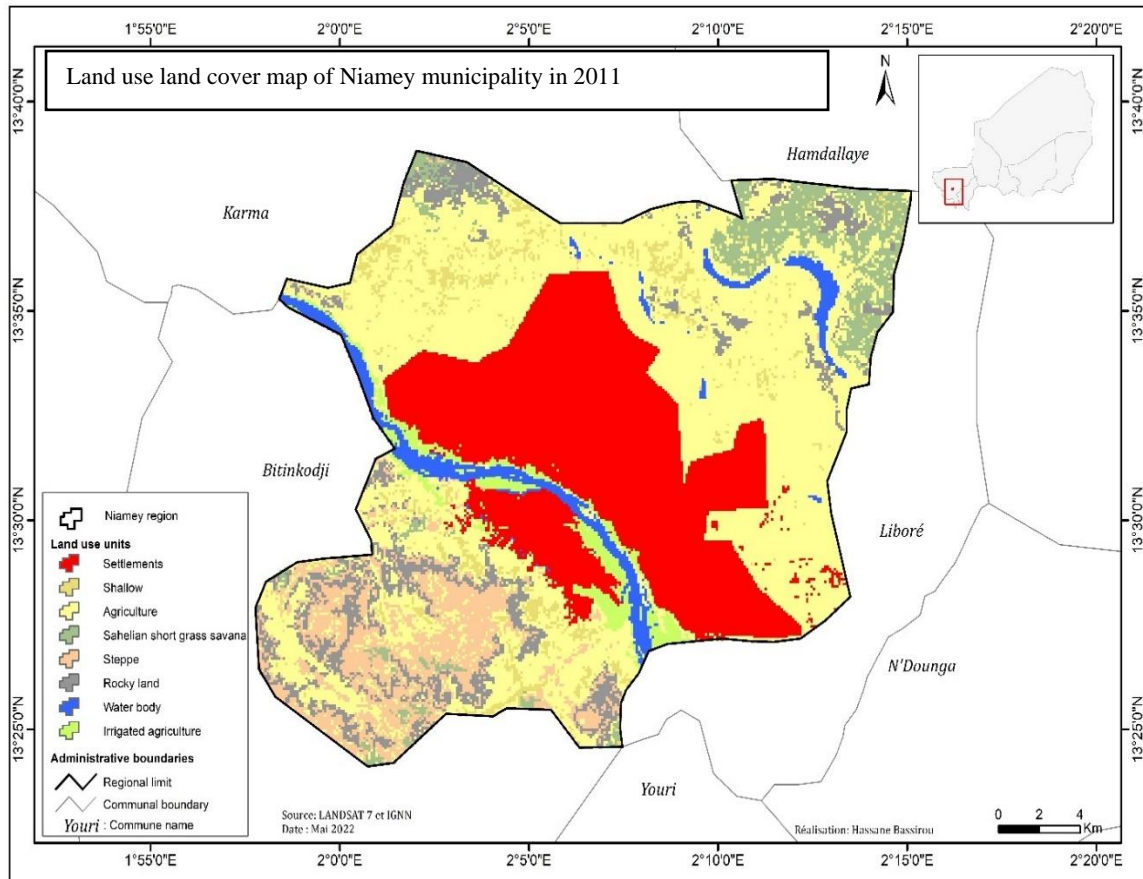 1°55'0"E 2°0'0"E 2°5'0"E 2°10'0"E 2°15'0"E 2°20'0"E
Land use land cover map of Niamey municipality in 2011
N
13°40'0"N
13°40'0"N
Hamdallaye
Karma
13°35'0"N
13°35'0"N
Bitinkodji
13°30'0"N
13°30'0"N
Liboré
N'Dounga
13°25'0"N
13°25'0"N
Youri
Niamey region
Land use units
Settlements
Shallow
Agriculture
Sahelian short grass savana
Steppe
Rocky land
Water body
Irrigated agriculture
Administrative boundaries
Regional limit
Communal boundary
Youri : Commune name
Source: LANDSAT 7 et IGNN
Date : Mai 2022
Réalisation: Hassane Bassirou
0 2 4
Km
1°55'0"E 2°0'0"E 2°5'0"E 2°10'0"E 2°15'0"E 2°20'0"E